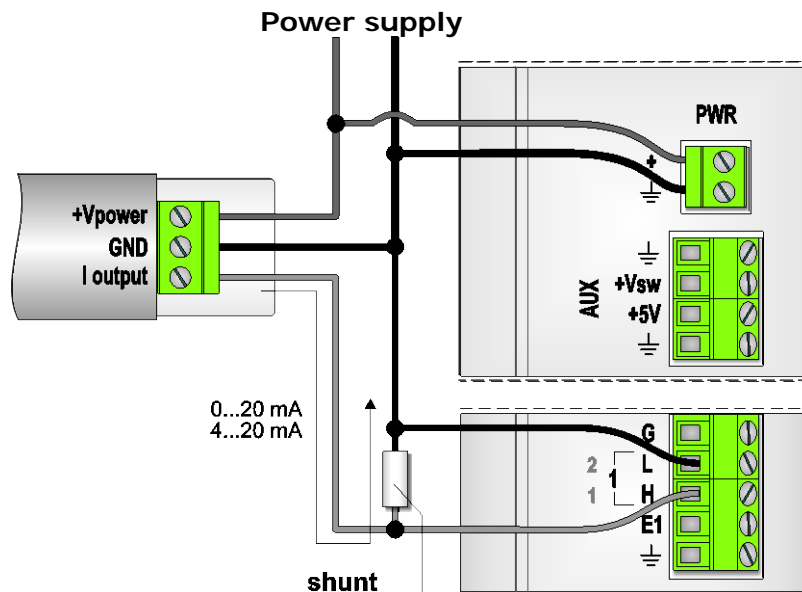 Power supply
PWR
+
+Vpower
GND
I output
AUX
+Vsw
+5V
0...20 mA
4...20 mA
G
2
L
1
1
H
E1
shunt